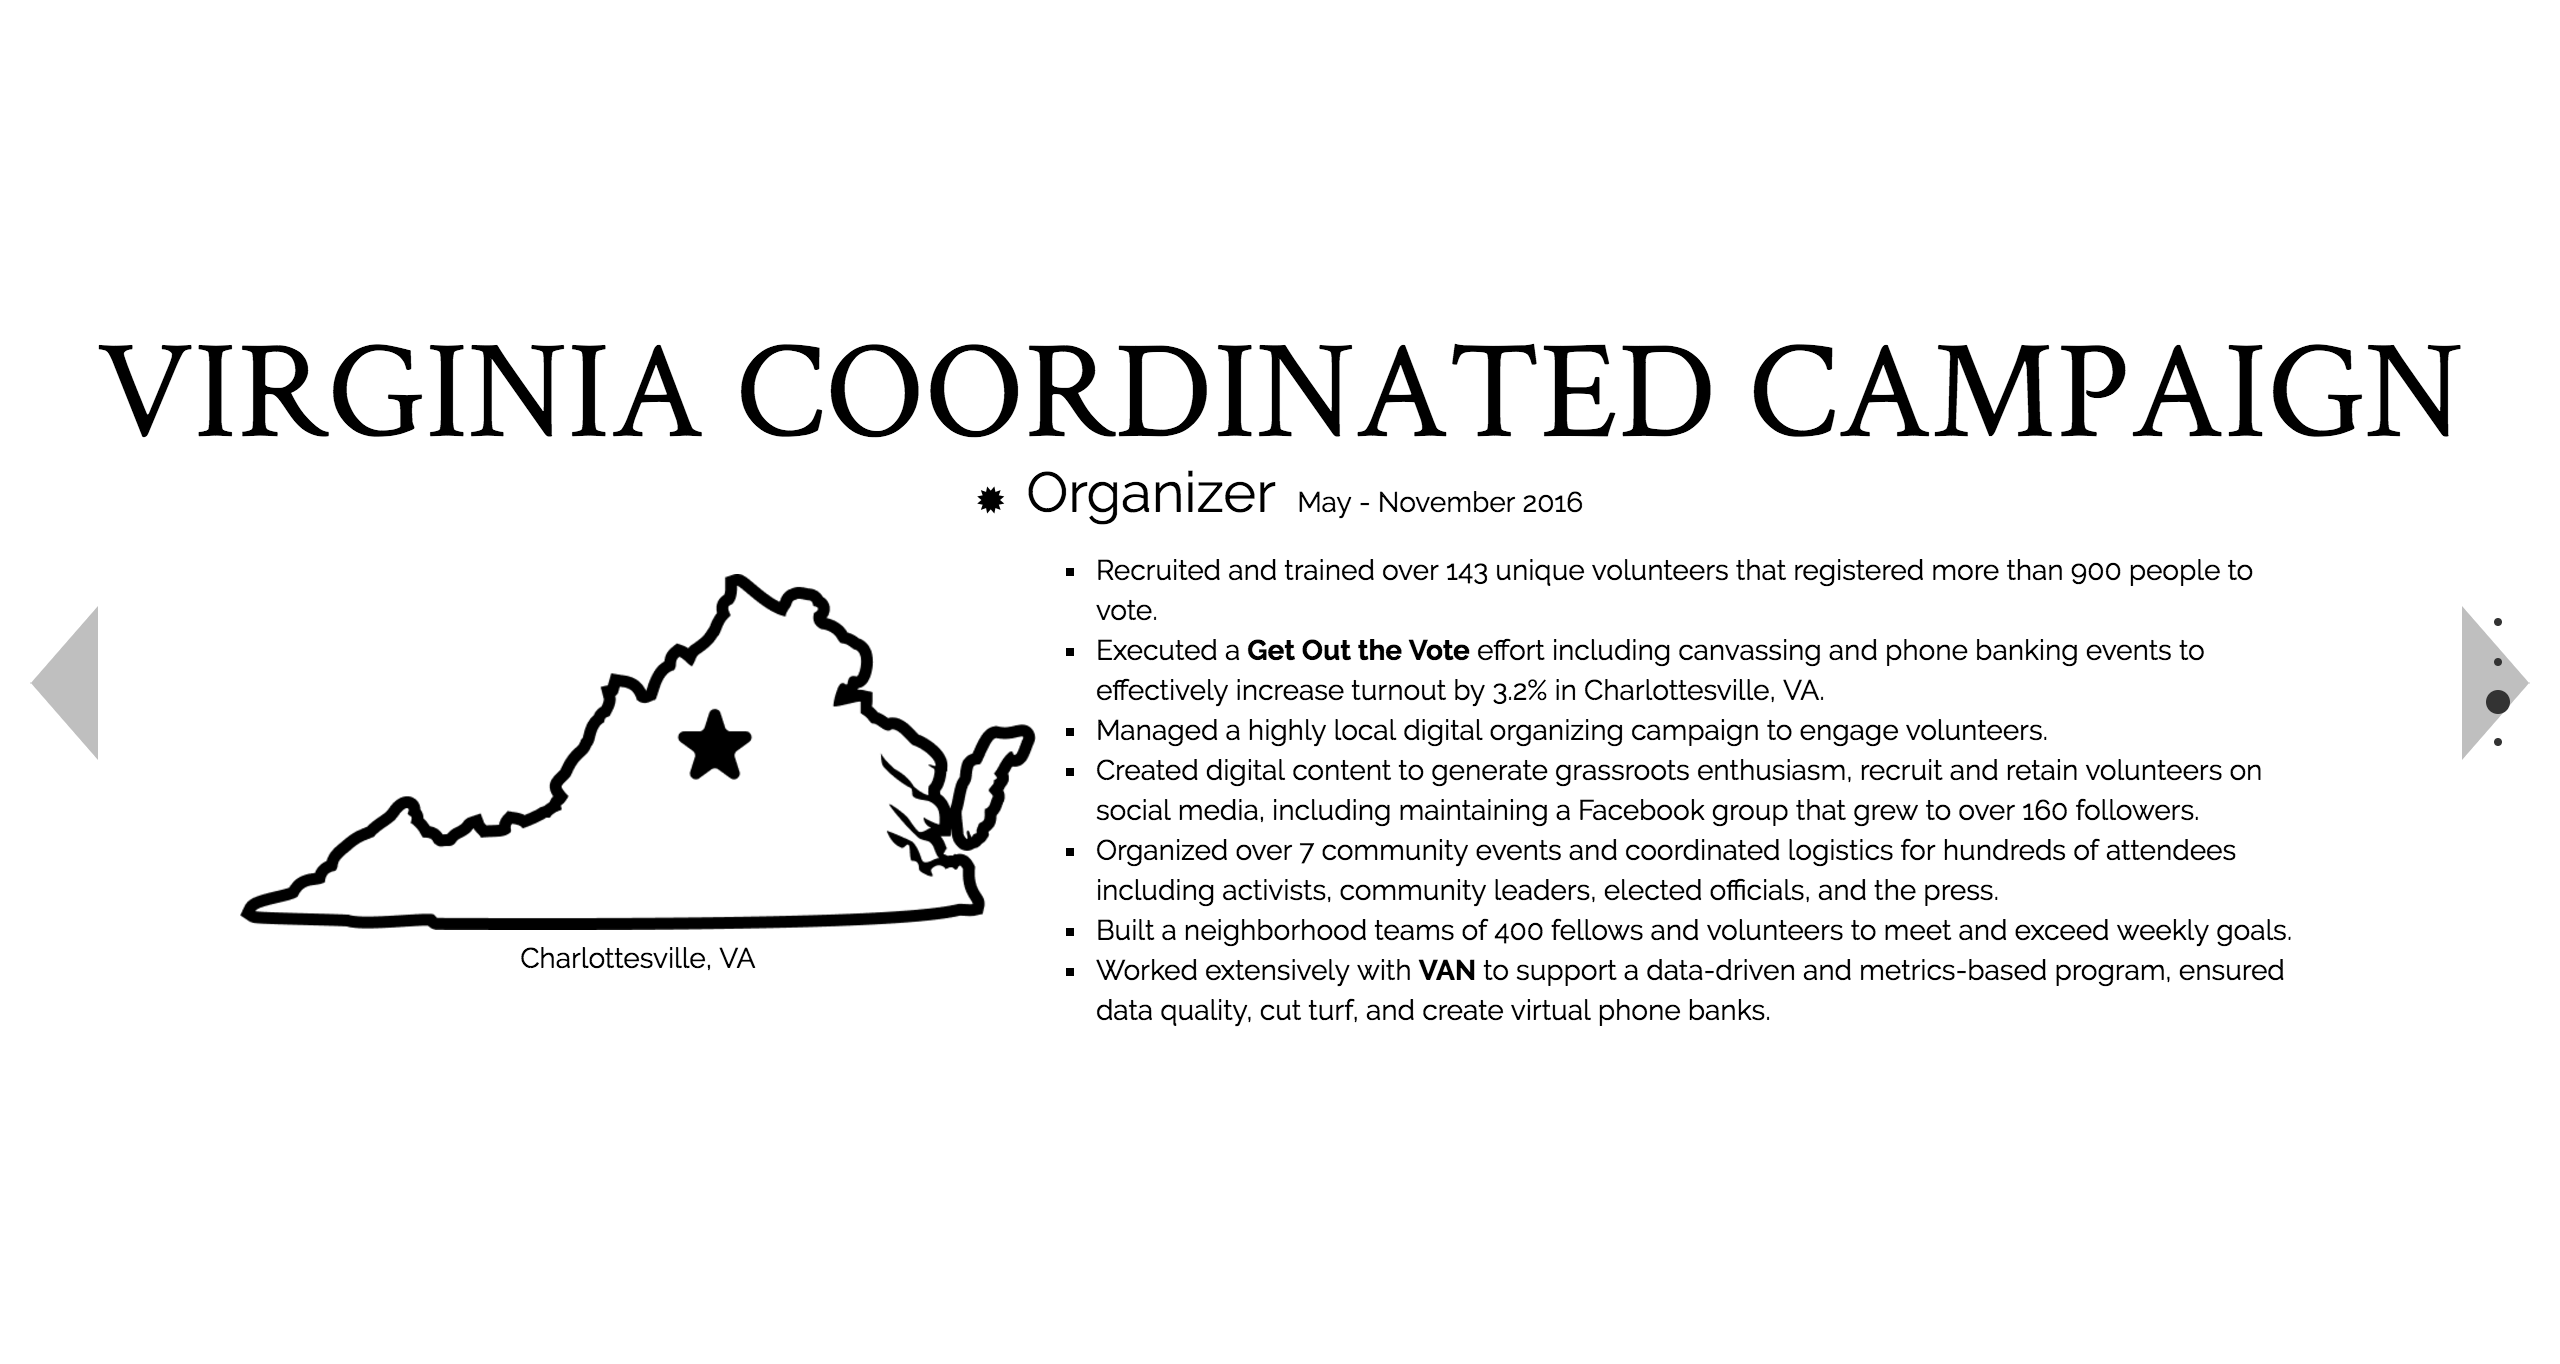 VIRGINIA COORDINATED CAMPAIGN
Organizer May - November 2016
Recruited and trained over 143 unique volunteers that registered more than 900 people to
vote.
Executed a Get Out the Vote effort including canvassing and phone banking events to
effectively increase turnout by 3.2% in Charlottesville, VA.
Managed a highly local digital organizing campaign to engage volunteers.
Created digital content to generate grassroots enthusiasm, recruit and retain volunteers on
social media, including maintaining a Facebook group that grew to over 160 followers.
Organized over 7 community events and coordinated logistics for hundreds of attendees
including activists, community leaders, elected officials, and the press.
Built a neighborhood teams of 400 fellows and volunteers to meet and exceed weekly goals.
Worked extensively with VAN to support a data-driven and metrics-based program, ensured
data quality, cut turf, and create virtual phone banks.
Charlottesville, VA